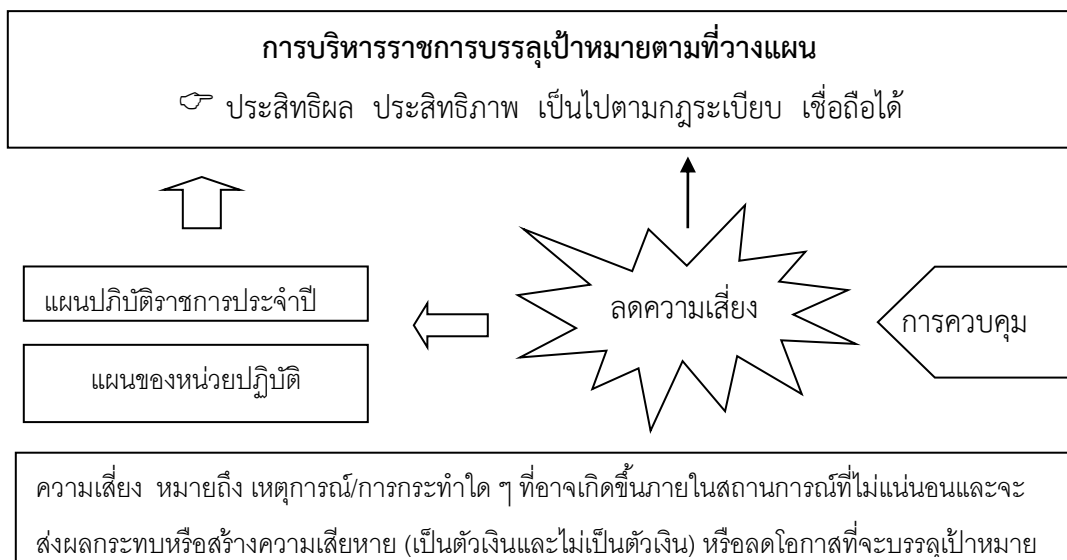 การบริหารราชการบรรลุเป้าหมายตามที่วางแผน
☞ ประสิทธิผล ประสิทธิภาพ เป็นไปตามกฎระเบียบ เชื่อถือได้
ลดความเสี่ยง
แผนปภิบัติราชการประจำปี
การควบคุม
แผนของหน่วยปฏิบัติ
ความเสี่ยง หมายถึง เหตุการณ์/การกระทำใด ๆ ที่อาจเกิดขึ้นภายในสถานการณ์ที่ไม่แน่นอนและจะ
ส่งผลกระทบหรือสร้างความเสียหาย (เป็นตัวเงินและไม่เป็นตัวเงิน) หรือลดโอกาสที่จะบรรลุเป้าหมาย